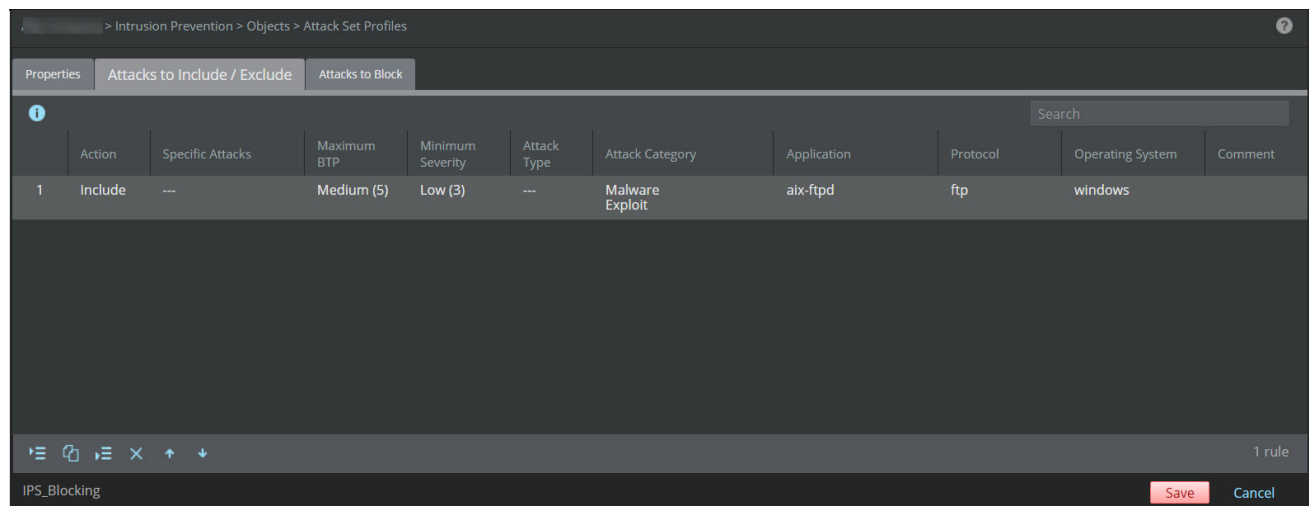 > Intrusion Prevention > Objects > Attack Set Profiles
Properties Attacks to Include / Exclude Attacks to Block
Search
Action Specific Attacks Maximum BTP Minimum Severity Attack Type Attack Category Application Protocol Operating System Comment
1 Include --- Medium (5) Low (3) --- Malware aix-ftpd ftp windows
Exploit
1 rule
IPS_Blocking Save Cancel